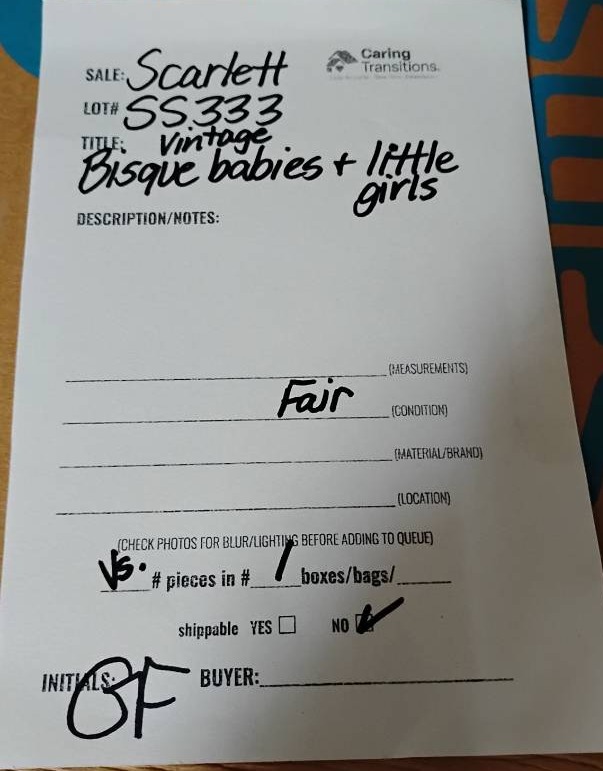 Caring
Transitions.
SALE: Scarlett
LOT# SS333
TITLE: Vintage
Bisque babies + little
girls
DESCRIPTION/NOTES:
(MEASUREMENTS)
Fair (CONDITION)
(MATERIAL/BRAND)
(LOCATION)
(CHECK PHOTOS FOR BLUR/LIGHTING BEFORE ADDING TO QUEUE)
Vs. # pieces in # 1 boxes/bags/
shippable YES NO
INITIALS: GF BUYER: